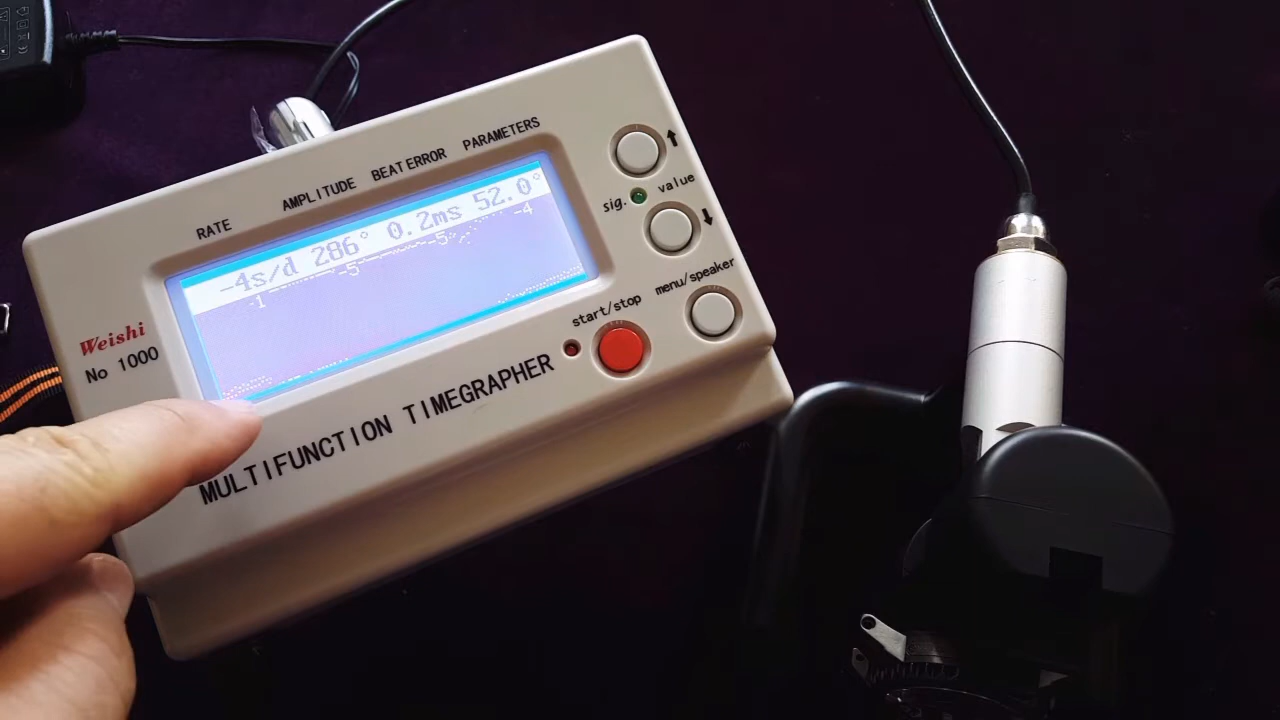 RATE AMPLITUDE BEAT ERROR PARAMETERS
-4s/d 286° 0.2ms 52.0°
-1 -5 -5 -4
sig. value
menu/speaker
start/stop
Weishi
No 1000
MULTIFUNCTION TIMEGRAPHER